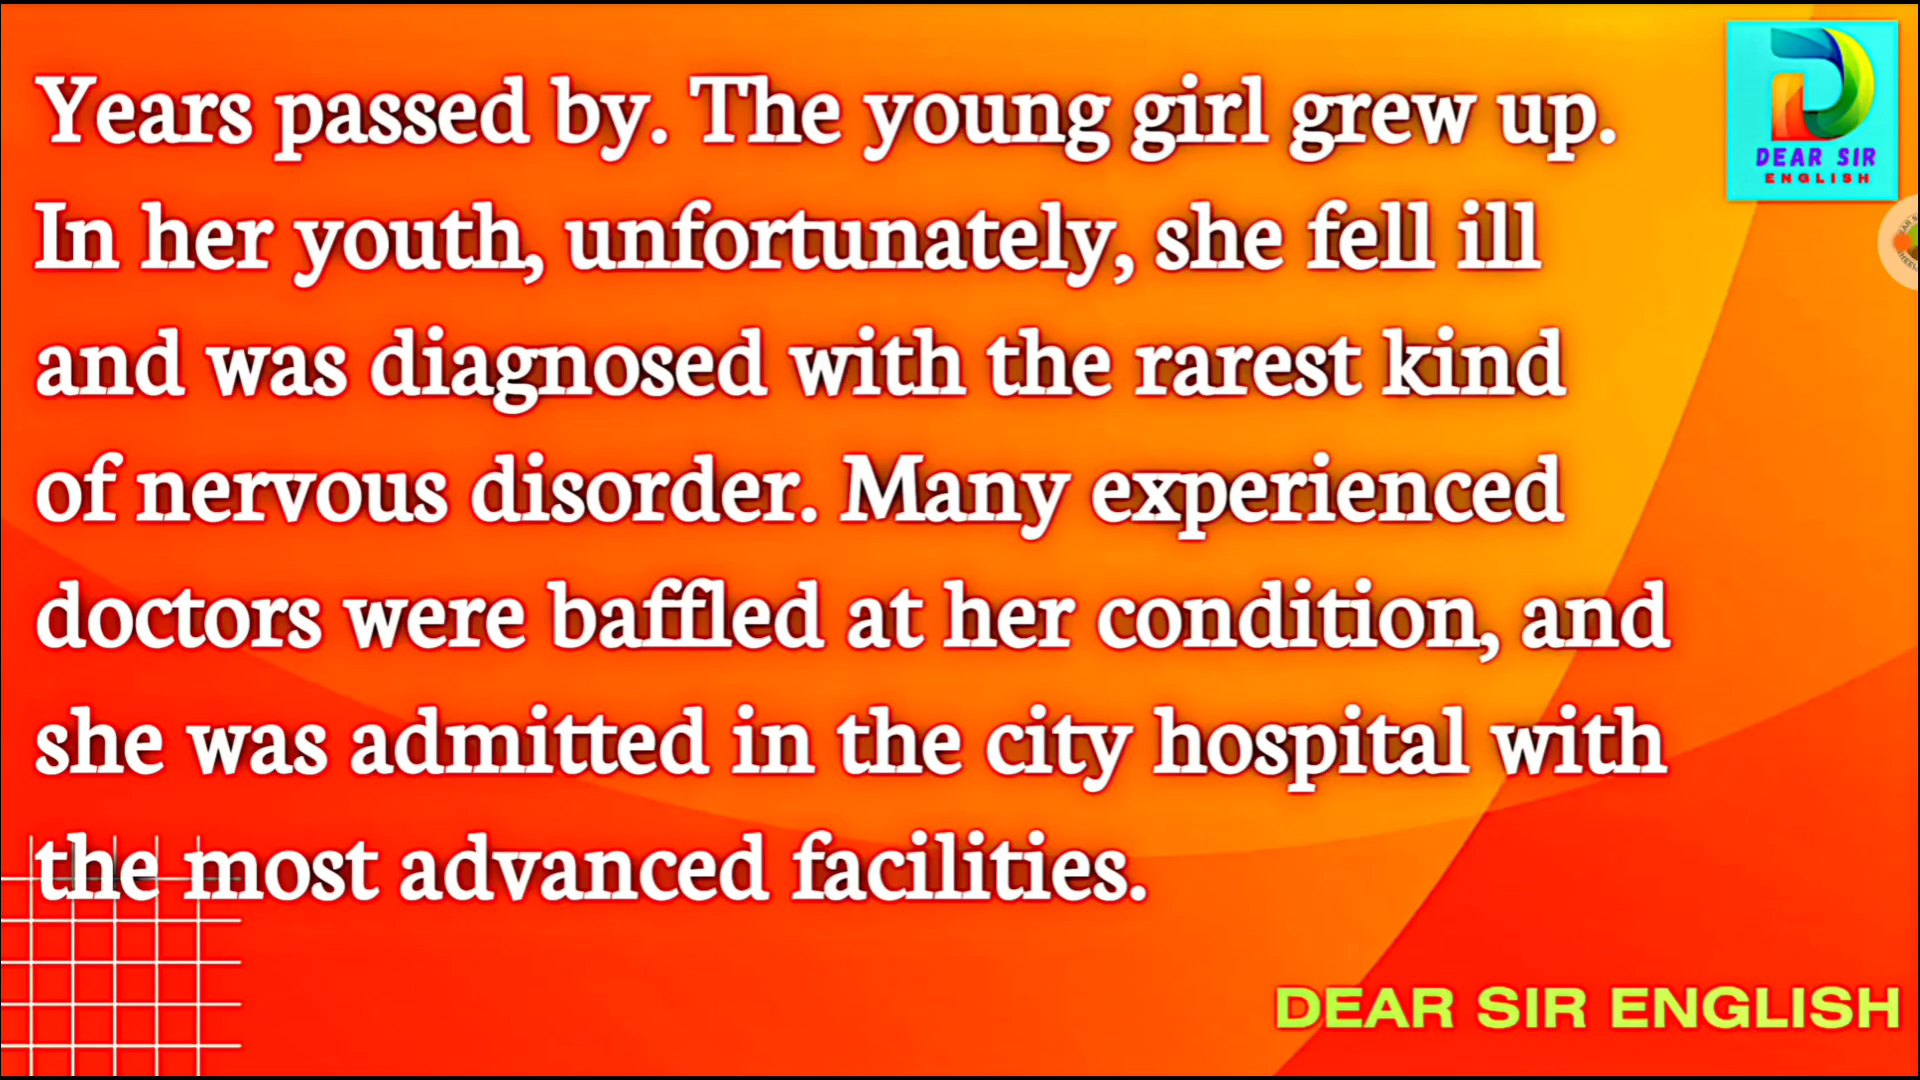 Years passed by. The young girl grew up.
In her youth, unfortunately, she fell ill
and was diagnosed with the rarest kind
of nervous disorder. Many experienced
doctors were baffled at her condition, and
she was admitted in the city hospital with
the most advanced facilities.
DEAR SIR
ENGLISH
DEAR SIR ENGLISH